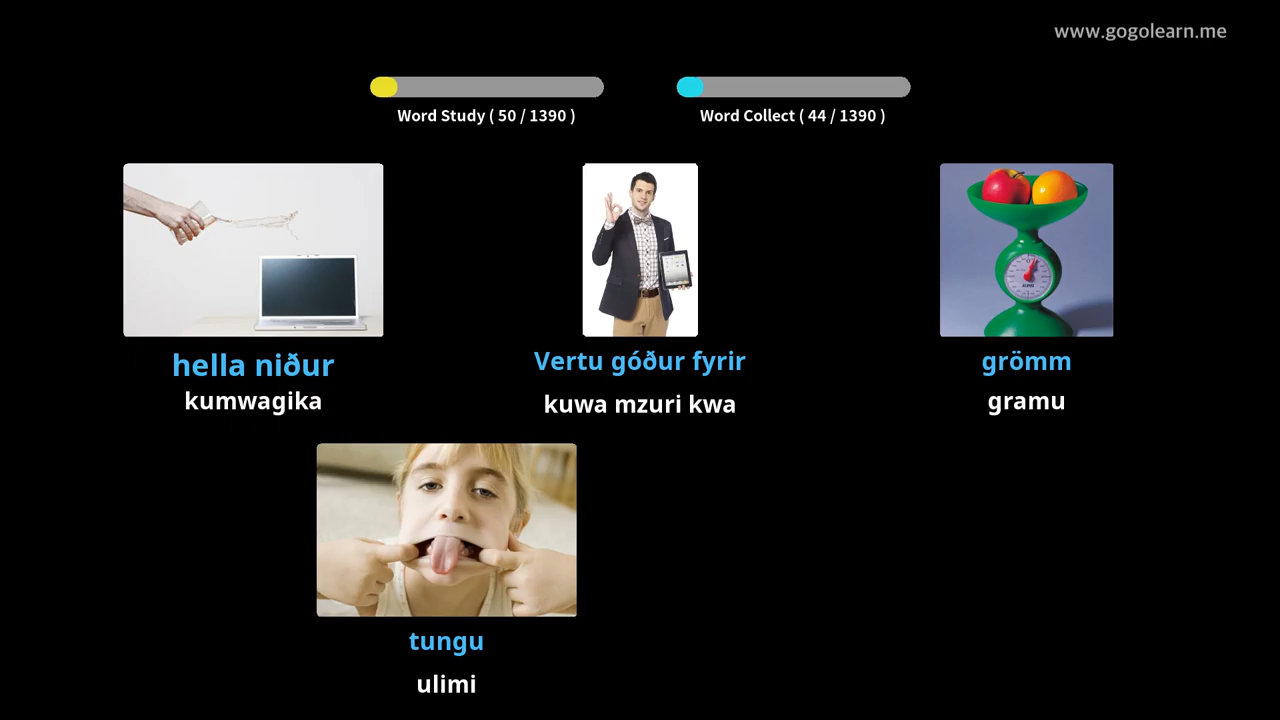 www.gogolearn.me
Word Study ( 50 / 1390 )
Word Collect ( 44 / 1390 )
hella niður
kumwagika
Vertu góður fyrir
kuwa mzuri kwa
grömm
gramu
tungu
ulimi